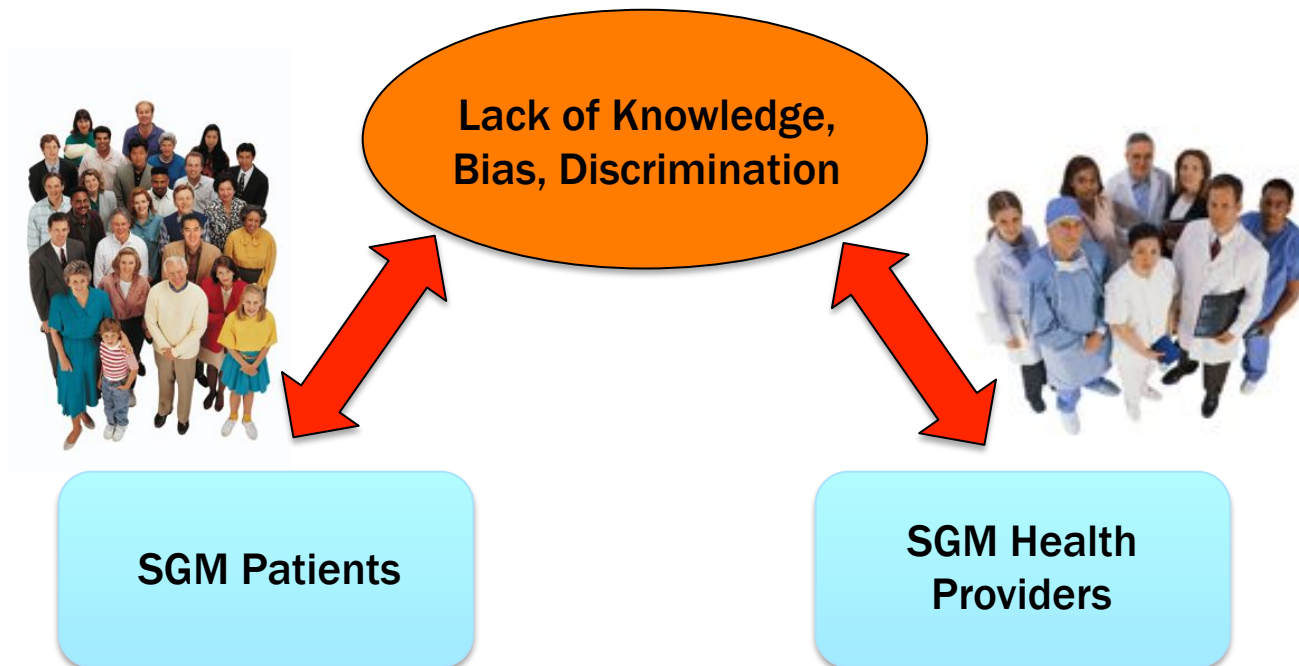 Lack of Knowledge,
Bias, Discrimination
SGM Patients
SGM Health
Providers